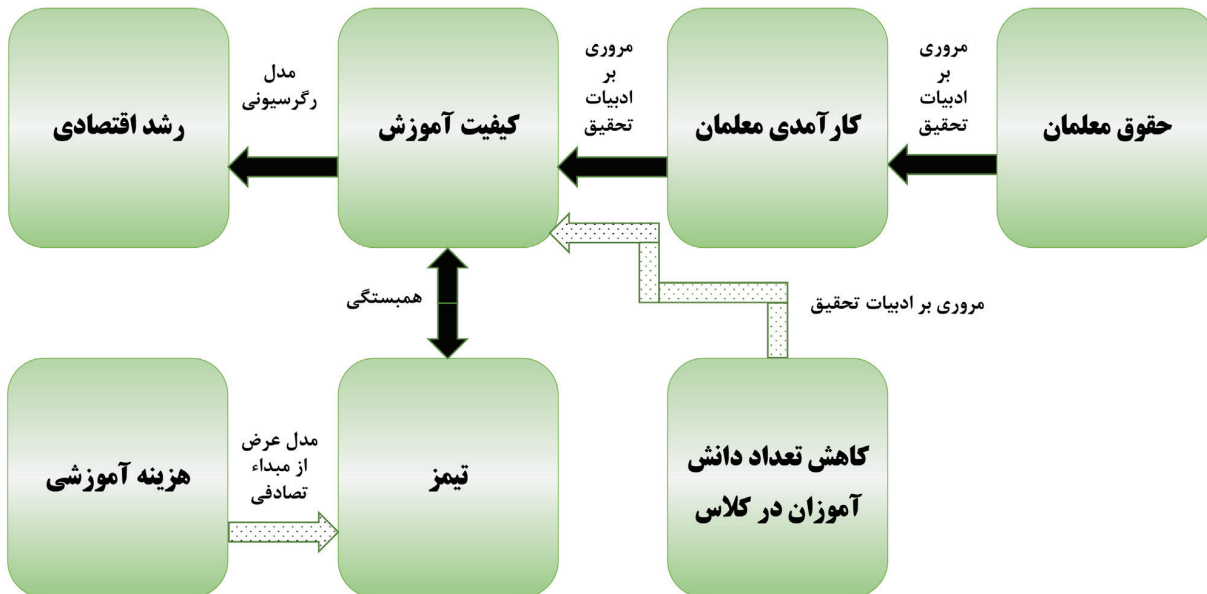 حقوق معلمان
مروری
بر
ادبیات
تحقیق
کارآمدی معلمان
مروری
بر
ادبیات
تحقیق
کیفیت آموزش
مدل
رگرسیونی
رشد اقتصادی
همبستگی
مروری بر ادبیات تحقیق
کاهش تعداد دانش
آموزان در کلاس
تیمز
مدل عرض
از مبداء
تصادفی
هزینه آموزشی